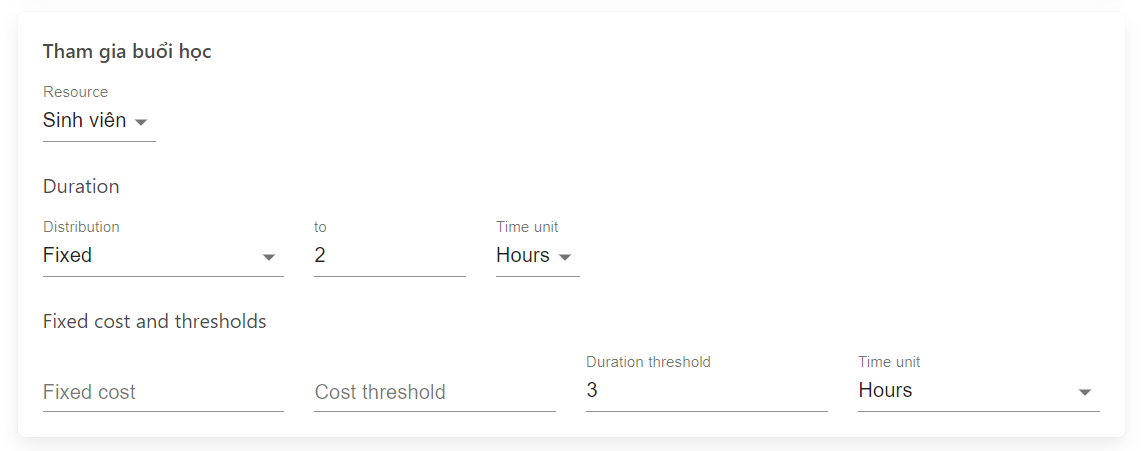 Tham gia buổi học
Resource
Sinh viên
Duration
Distribution to Time unit
Fixed 2 Hours
Fixed cost and thresholds
Duration threshold Time unit
Fixed cost Cost threshold 3 Hours